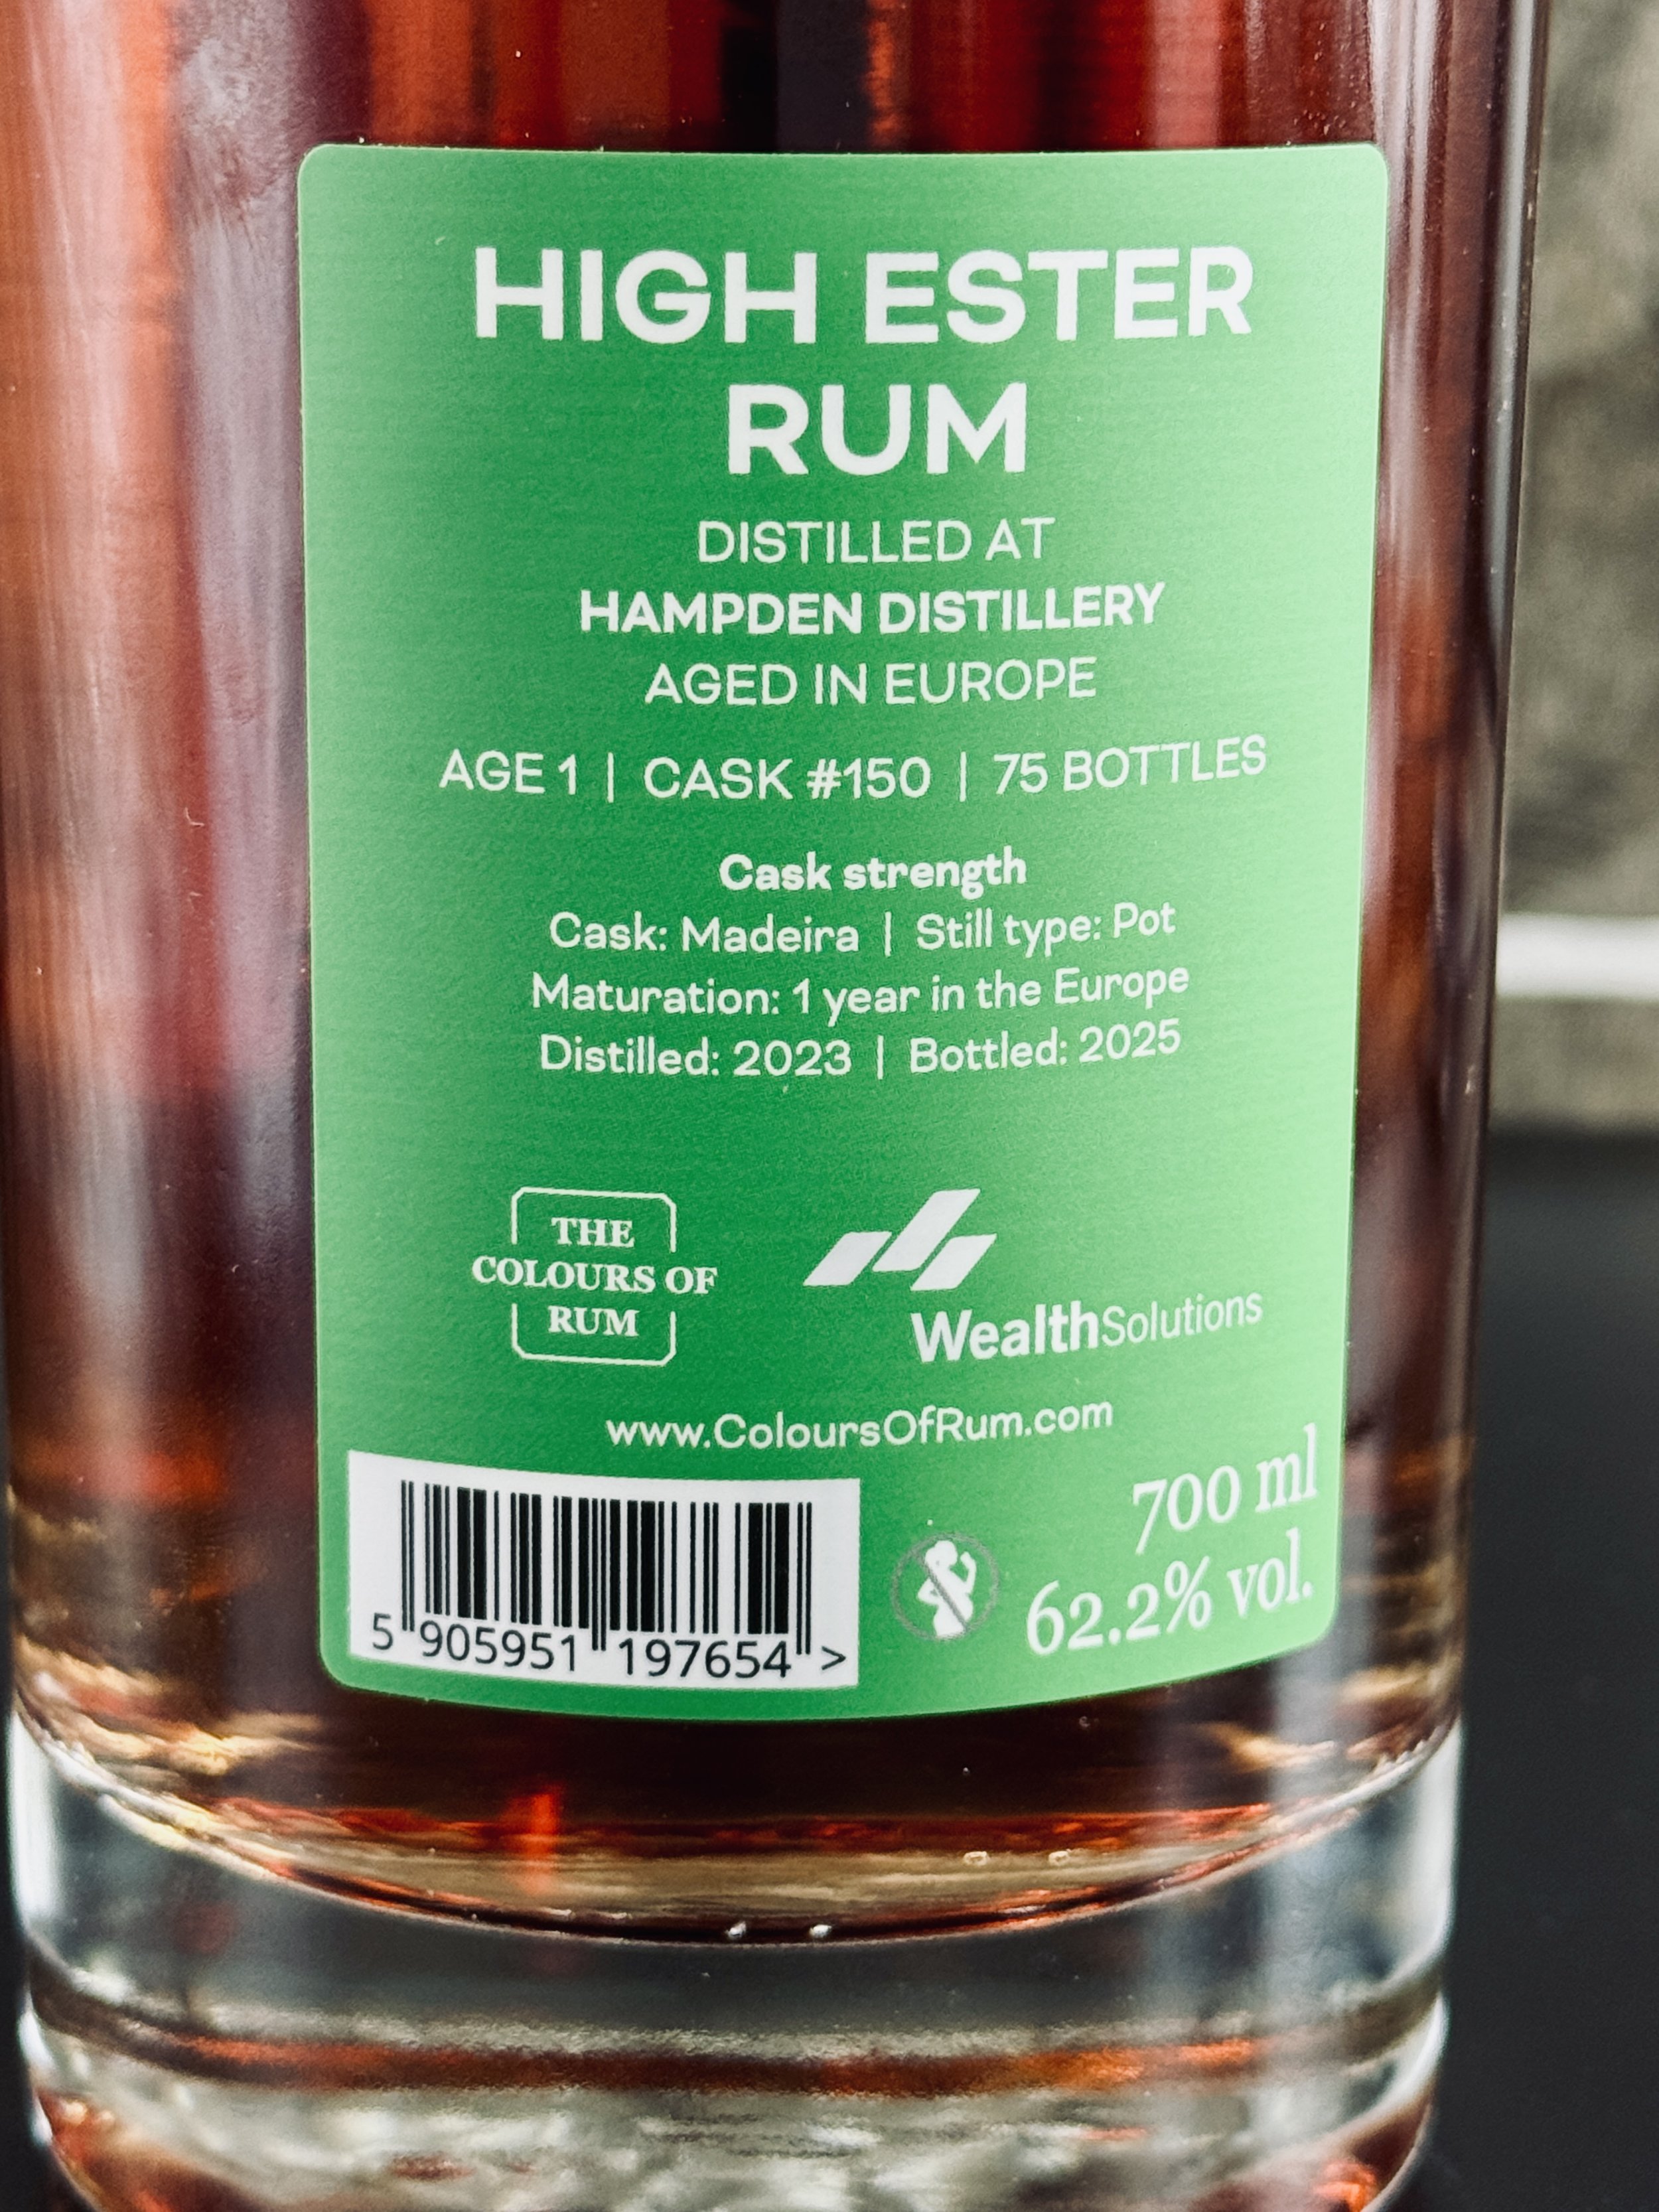 HIGH ESTER
RUM
DISTILLED AT
HAMPDEN DISTILLERY
AGED IN EUROPE
AGE 1 | CASK #150 | 75 BOTTLES
Cask strength
Cask: Madeira | Still type: Pot
Maturation: 1 year in the Europe
Distilled: 2023 | Bottled: 2025
THE
COLOURS OF
RUM
WealthSolutions
www.ColoursOfRum.com
700 ml
62.2% vol.
5 905951 197654 >